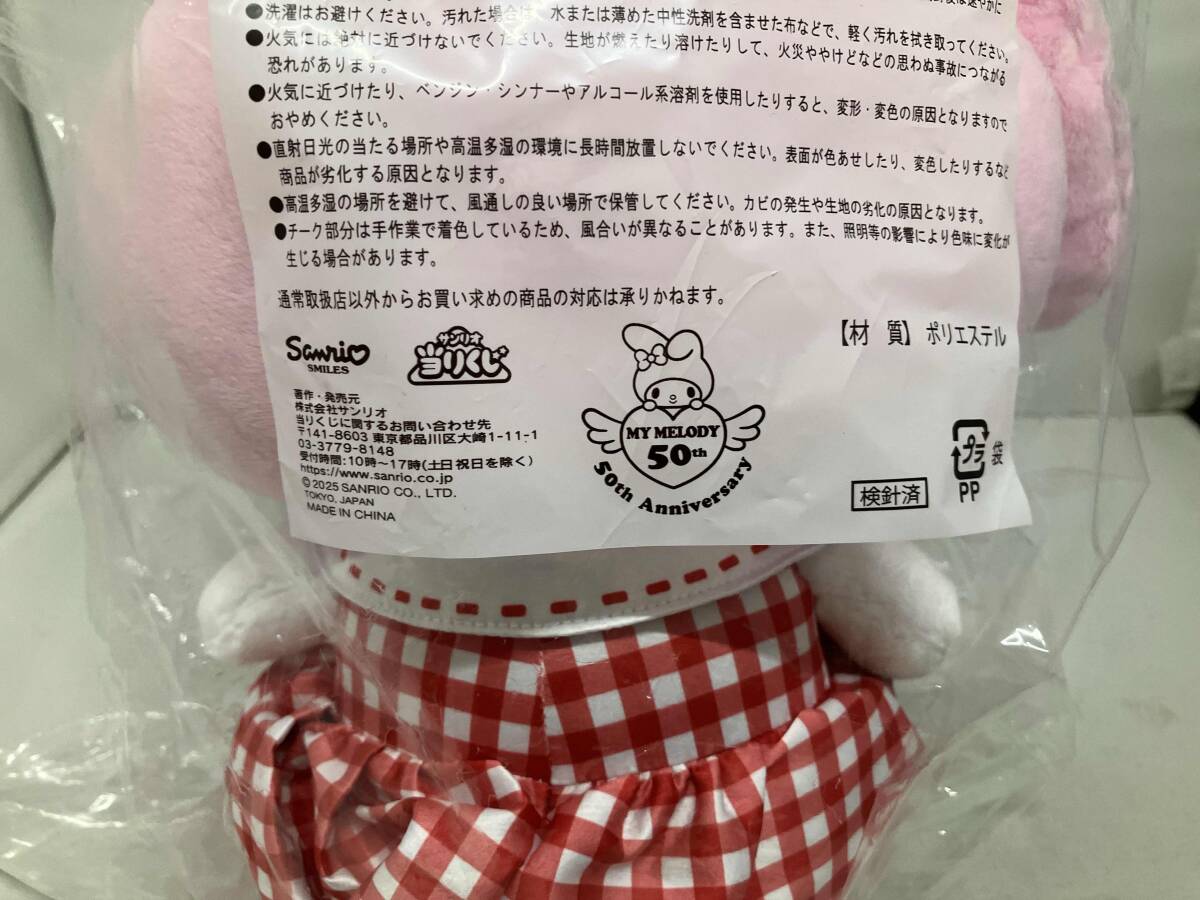 は速やかに
●洗濯はお避けください。汚れた場合は、水または薄めた中性洗剤を含ませた布などで、軽く汚れを拭き取ってください。
●火気には絶対に近づけないでください。生地が燃えたり溶けたりして、火災ややけどなどの思わぬ事故につながる
恐れがあります。
●火気に近づけたり、ベンジン・シンナーやアルコール系溶剤を使用したりすると、変形・変色の原因となりますので
おやめください。
●直射日光の当たる場所や高温多湿の環境に長時間放置しないでください。表面が色あせしたり、変色したりするなど
商品が劣化する原因となります。
●高温多湿の場所を避けて、風通しの良い場所で保管してください。カビの発生や生地の劣化の原因となります。
●チーク部分は手作業で着色しているため、風合いが異なることがあります。また、照明等の影響により色味に変化が
生じる場合があります。
通常取扱店以外からお買い求めの商品の対応は承りかねます。
【材 質】 ポリエステル
Sanrio
SMILES
サンリオ
当りくじ
著作・発売元
株式会社サンリオ
当りくじに関するお問い合わせ先
〒141-8603 東京都品川区大崎1-11-1
03-3779-8148
受付時間:10時～17時(土日祝日を除く)
https://www.sanrio.co.jp
© 2025 SANRIO CO., LTD.
TOKYO, JAPAN
MADE IN CHINA
MY MELODY
50th
50th Anniversary
検針済
プラ
袋
PP